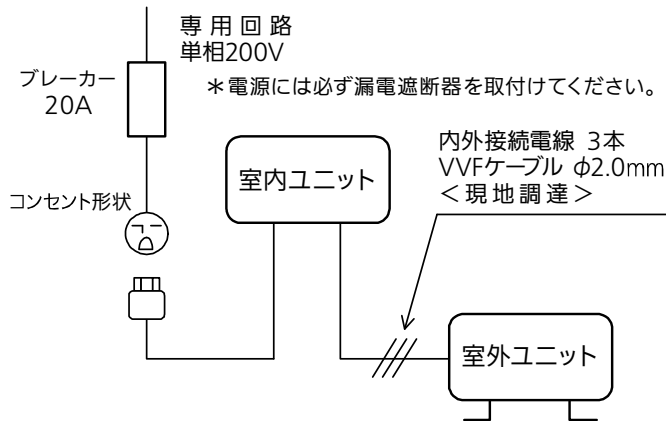 専用回路
単相200V
ブレーカー
20A
＊電源には必ず漏電遮断器を取付けてください。
内外接続電線 3本
VVFケーブル φ2.0mm
＜現地調達＞
室内ユニット
コンセント形状
室外ユニット